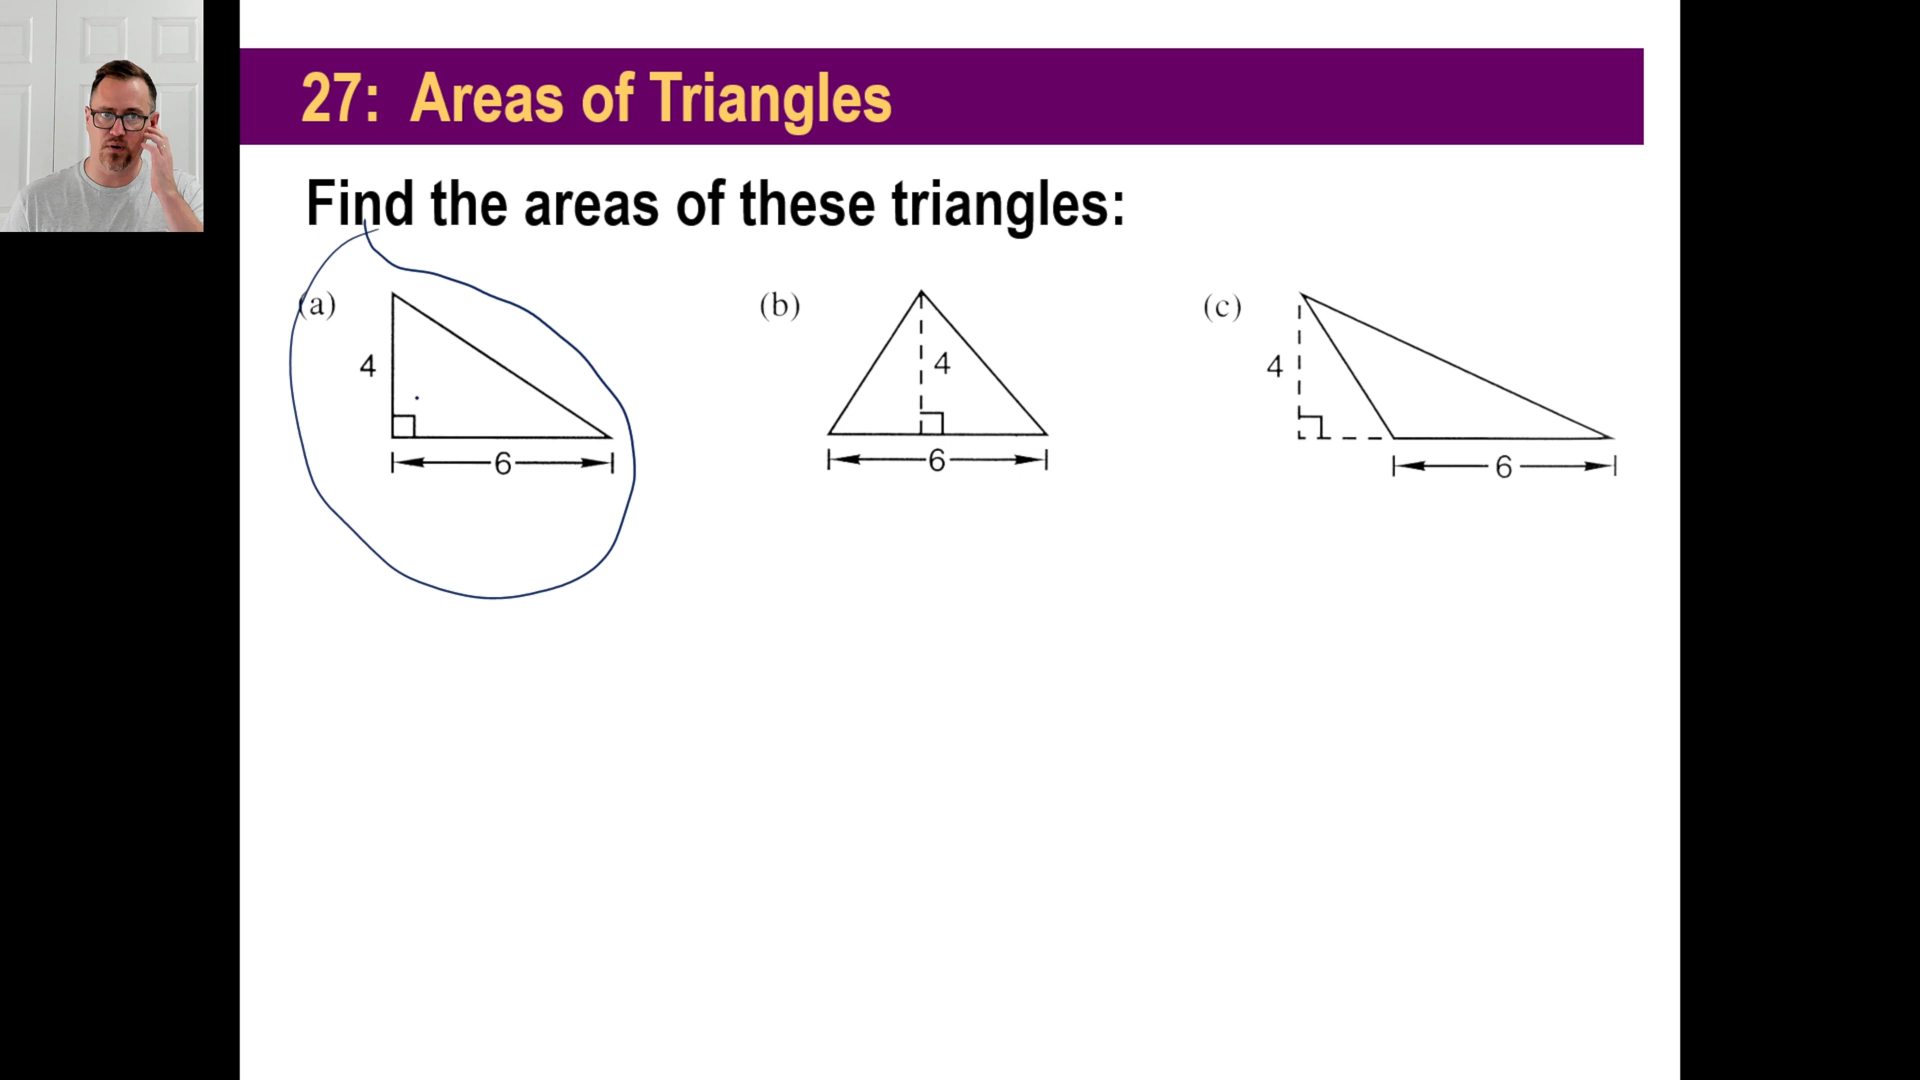 27: Areas of Triangles
Find the areas of these triangles:
(a) 4 6
(b) 4 6
(c) 4 6